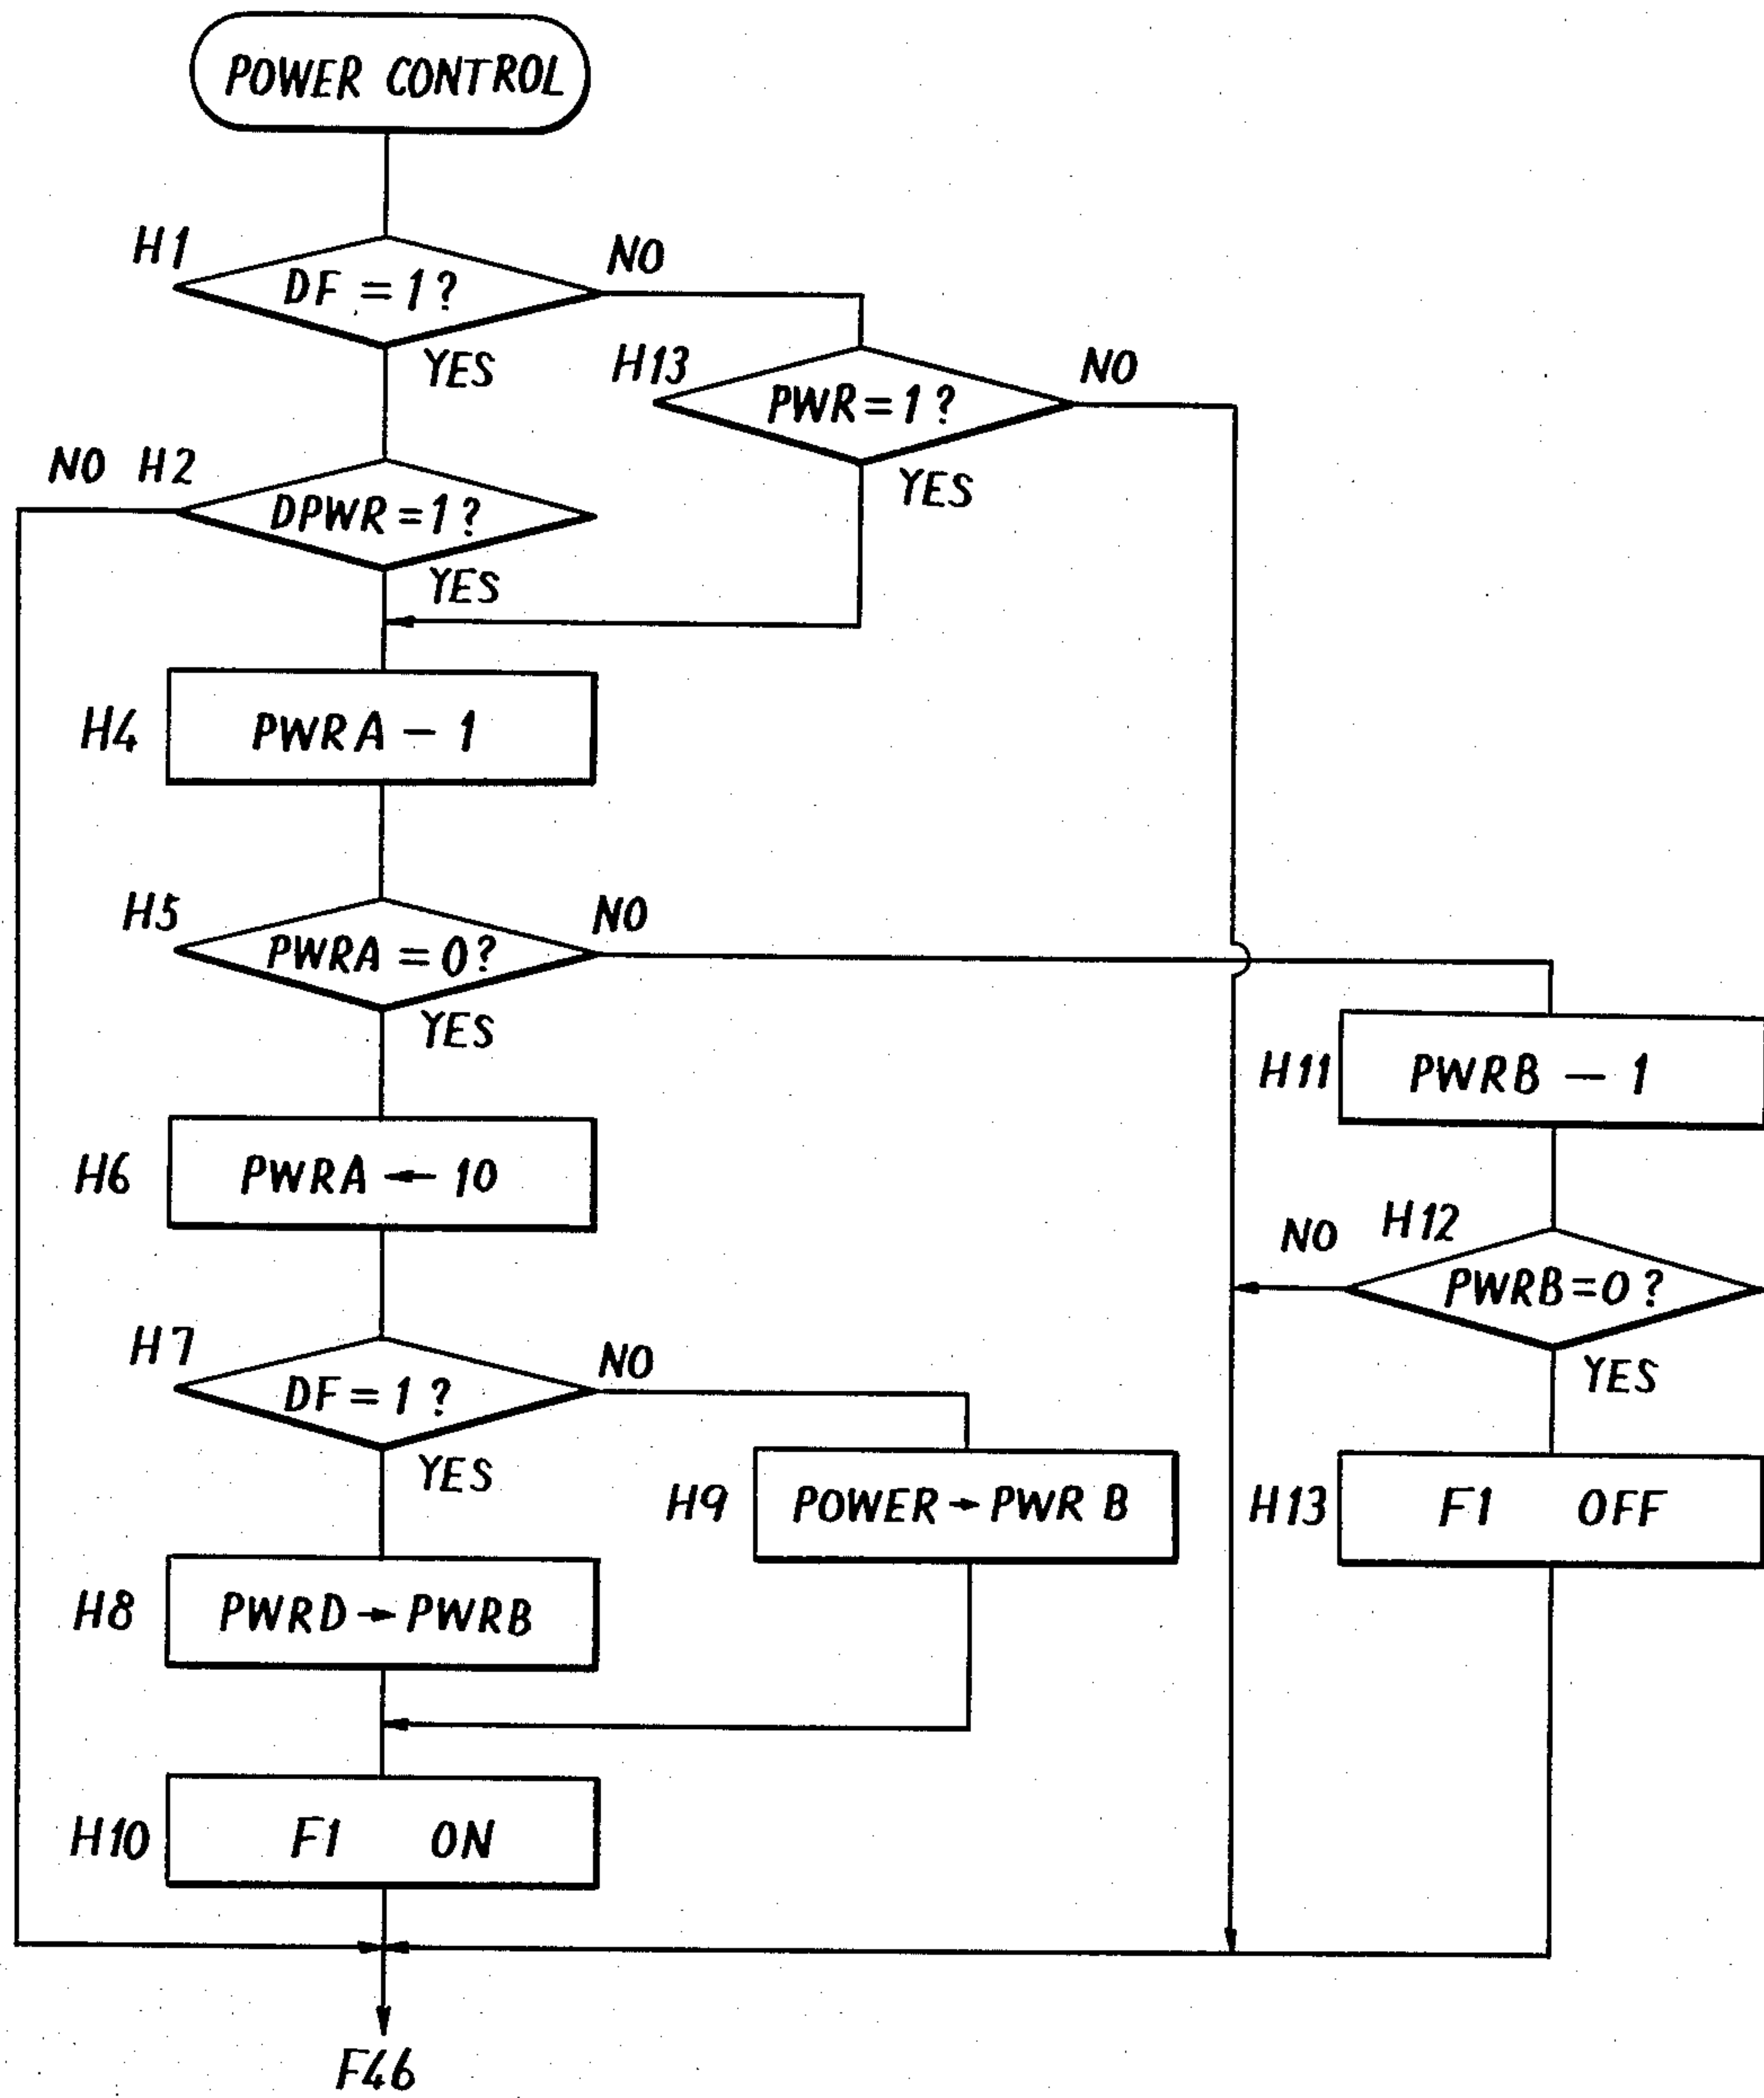 POWER CONTROL
H1
DF = 1 ?
NO
YES
H13
PWR = 1 ?
NO
YES
NO
H2
DPWR = 1 ?
YES
H4
PWRA - 1
H5
PWRA = 0 ?
NO
YES
H11
PWRB - 1
H6
PWRA ← 10
H12
NO
PWRB = 0 ?
YES
H7
DF = 1 ?
NO
YES
H9
POWER → PWR B
H13
F1 OFF
H8
PWRD → PWRB
H10
F1 ON
F46